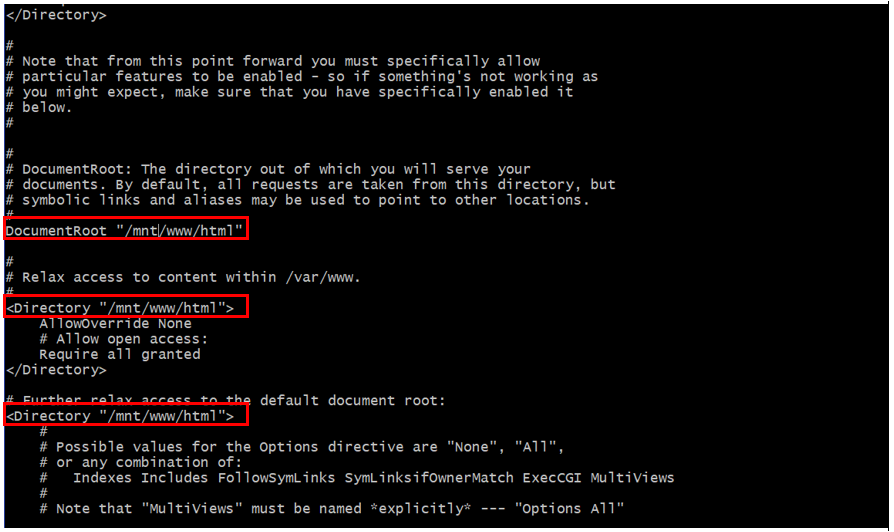 </Directory>
#
# Note that from this point forward you must specifically allow
# particular features to be enabled - so if something's not working as
# you might expect, make sure that you have specifically enabled it
# below.
#
#
# DocumentRoot: The directory out of which you will serve your
# documents. By default, all requests are taken from this directory, but
# symbolic links and aliases may be used to point to other locations.
#
DocumentRoot "/mnt/www/html"
#
# Relax access to content within /var/www.
#
<Directory "/mnt/www/html">
    AllowOverride None
    # Allow open access:
    Require all granted
</Directory>
# Further relax access to the default document root:
<Directory "/mnt/www/html">
    #
    # Possible values for the Options directive are "None", "All",
    # or any combination of:
    #   Indexes Includes FollowSymLinks SymLinksifOwnerMatch ExecCGI MultiViews
    #
    # Note that "MultiViews" must be named *explicitly* --- "Options All"